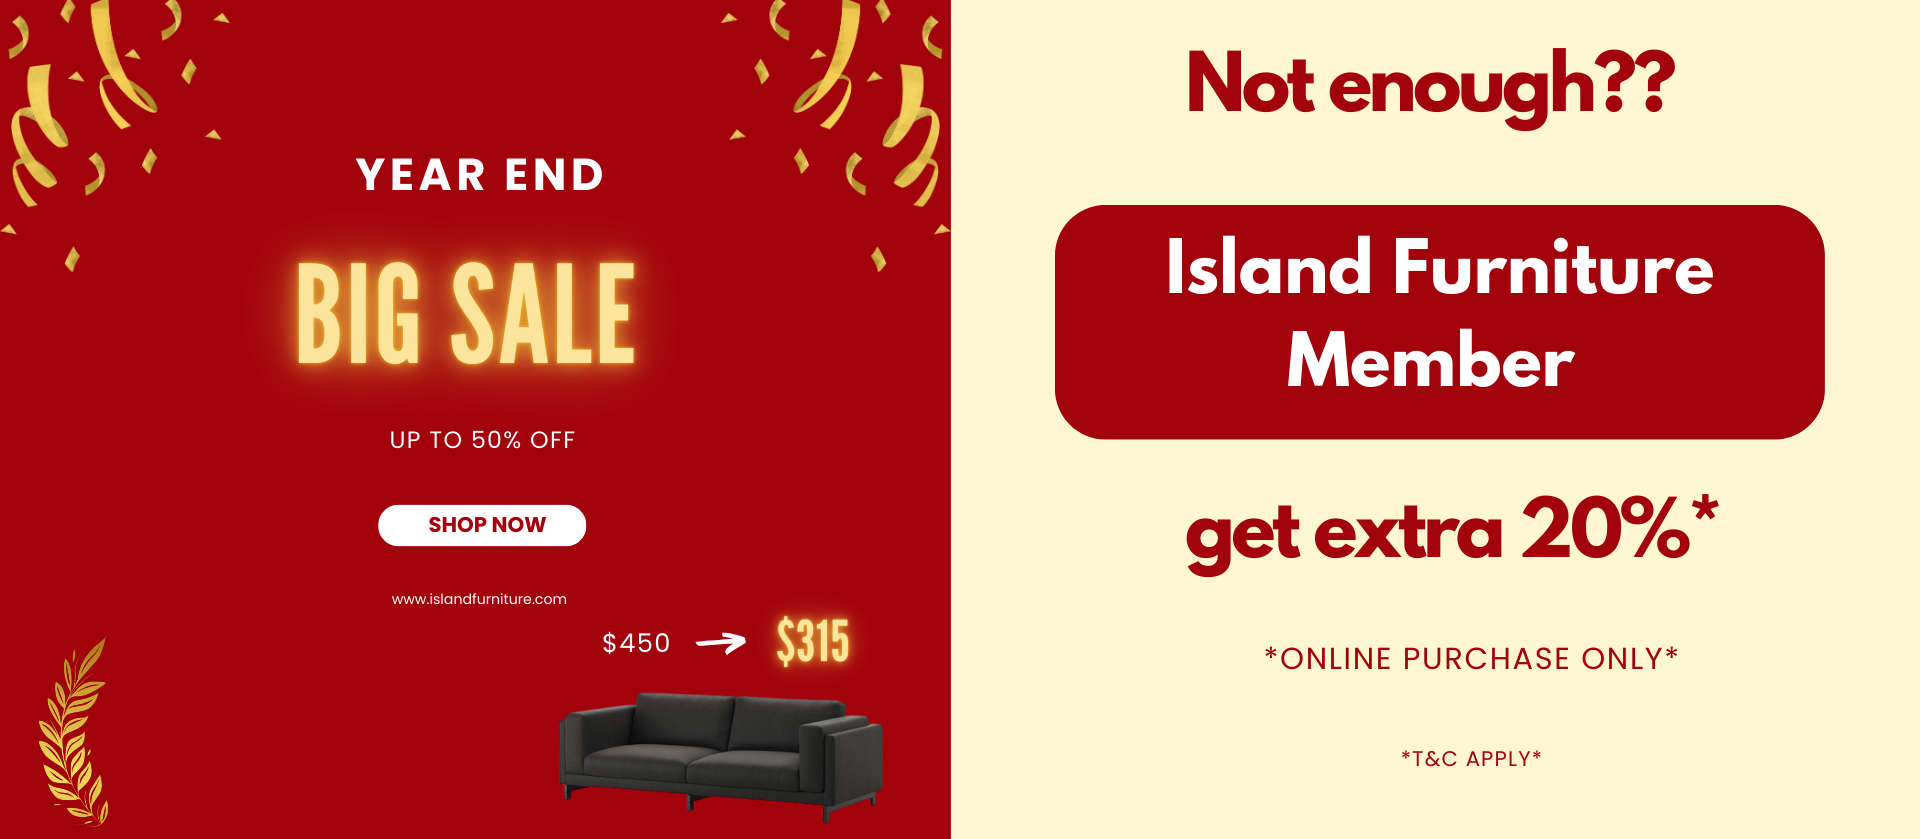 YEAR END
BIG SALE
UP TO 50% OFF
SHOP NOW
www.islandfurniture.com
$450
$315
Not enough??
Island Furniture
Member
get extra 20%*
*ONLINE PURCHASE ONLY*
*T&C APPLY*